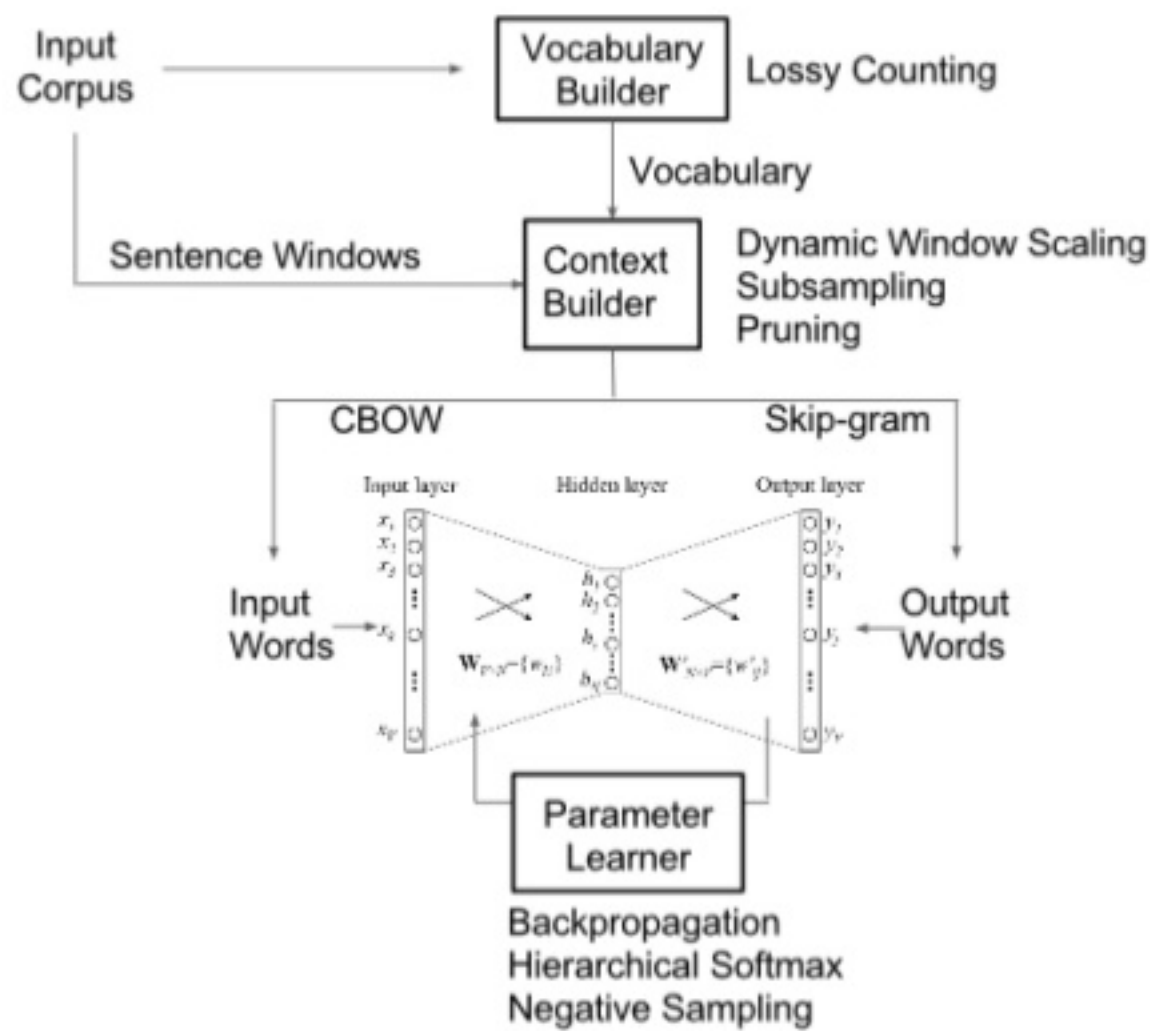 Input
Corpus
Vocabulary
Builder
Lossy Counting
Vocabulary
Sentence Windows
Context
Builder
Dynamic Window Scaling
Subsampling
Pruning
CBOW
Skip-gram
Input layer
Hidden layer
Output layer
Input
Words
Output
Words
Parameter
Learner
Backpropagation
Hierarchical Softmax
Negative Sampling